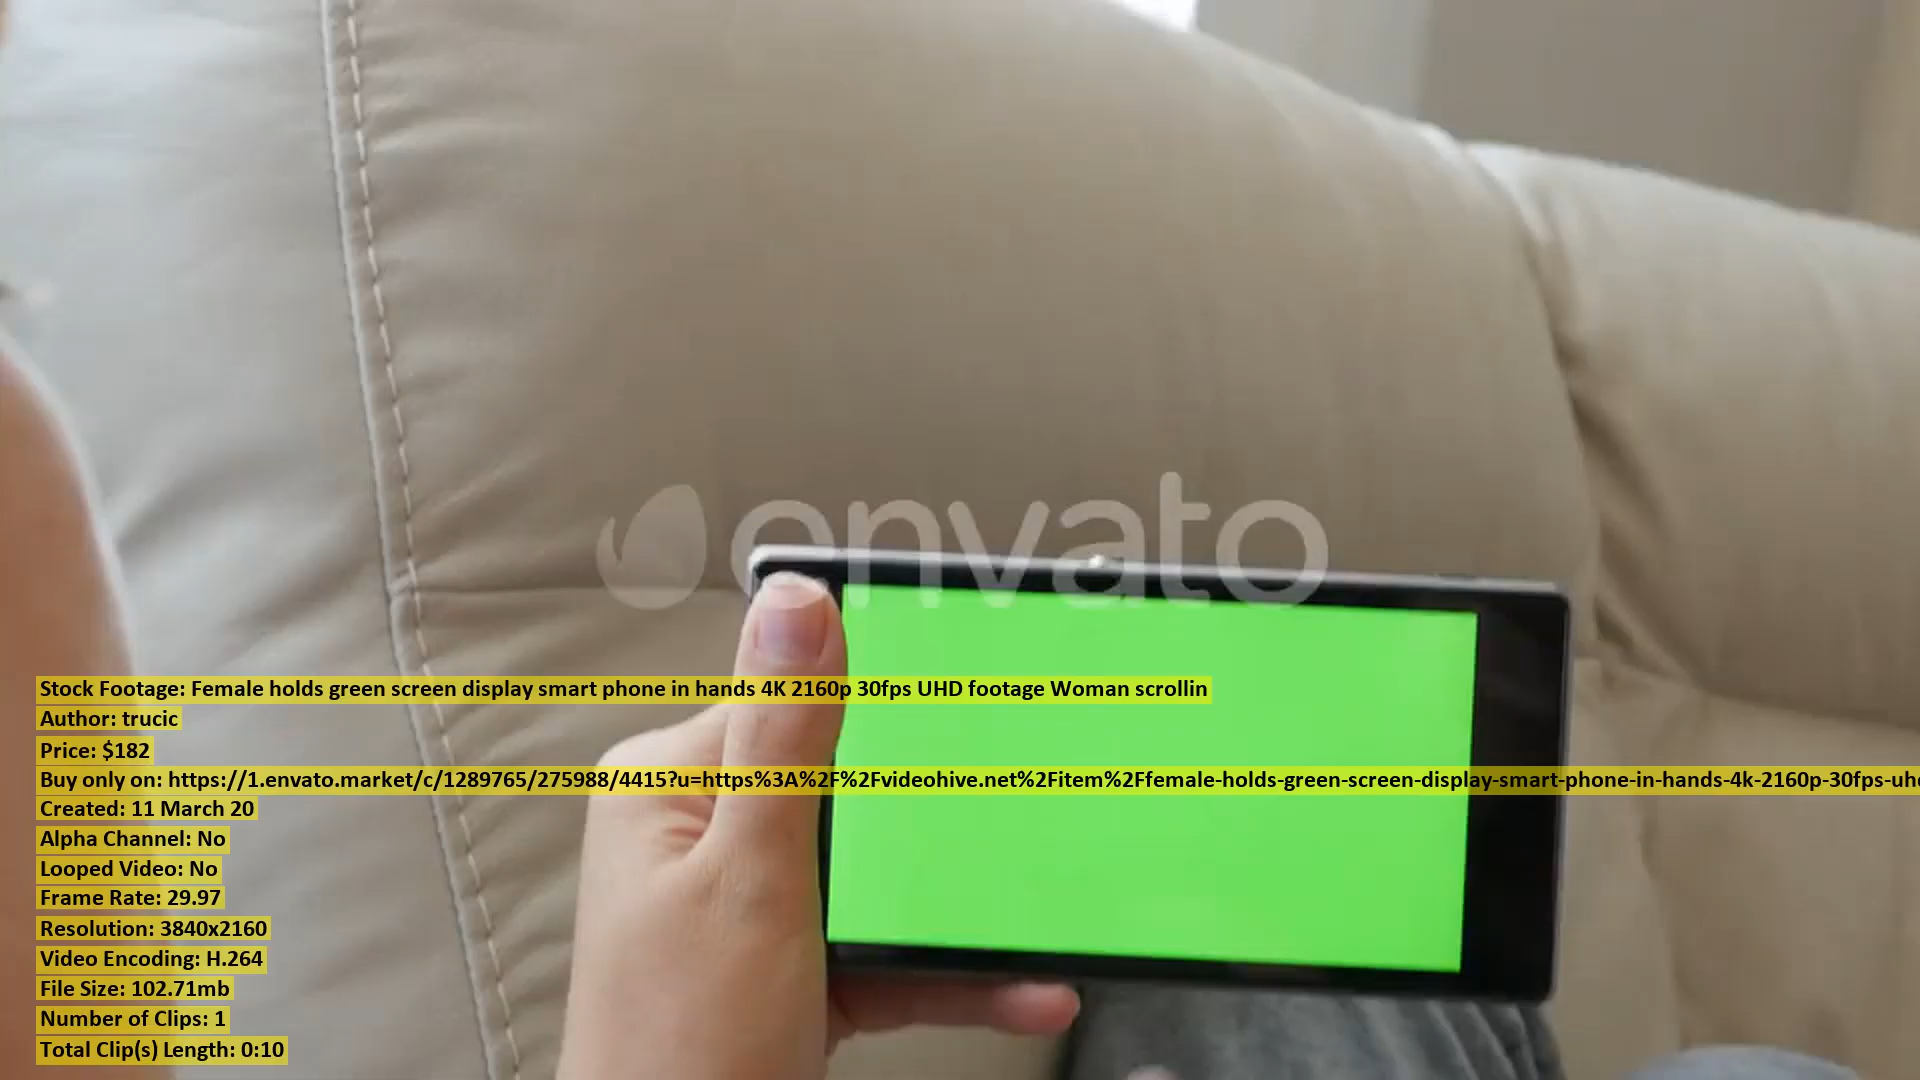 envato
Stock Footage: Female holds green screen display smart phone in hands 4K 2160p 30fps UHD footage Woman scrollin
Author: trucic
Price: $182
Buy only on: https://1.envato.market/c/1289765/275988/4415?u=https%3A%2F%2Fvideohive.net%2Fitem%2Ffemale-holds-green-screen-display-smart-phone-in-hands-4k-2160p-30fps-uhd
Created: 11 March 20
Alpha Channel: No
Looped Video: No
Frame Rate: 29.97
Resolution: 3840x2160
Video Encoding: H.264
File Size: 102.71mb
Number of Clips: 1
Total Clip(s) Length: 0:10